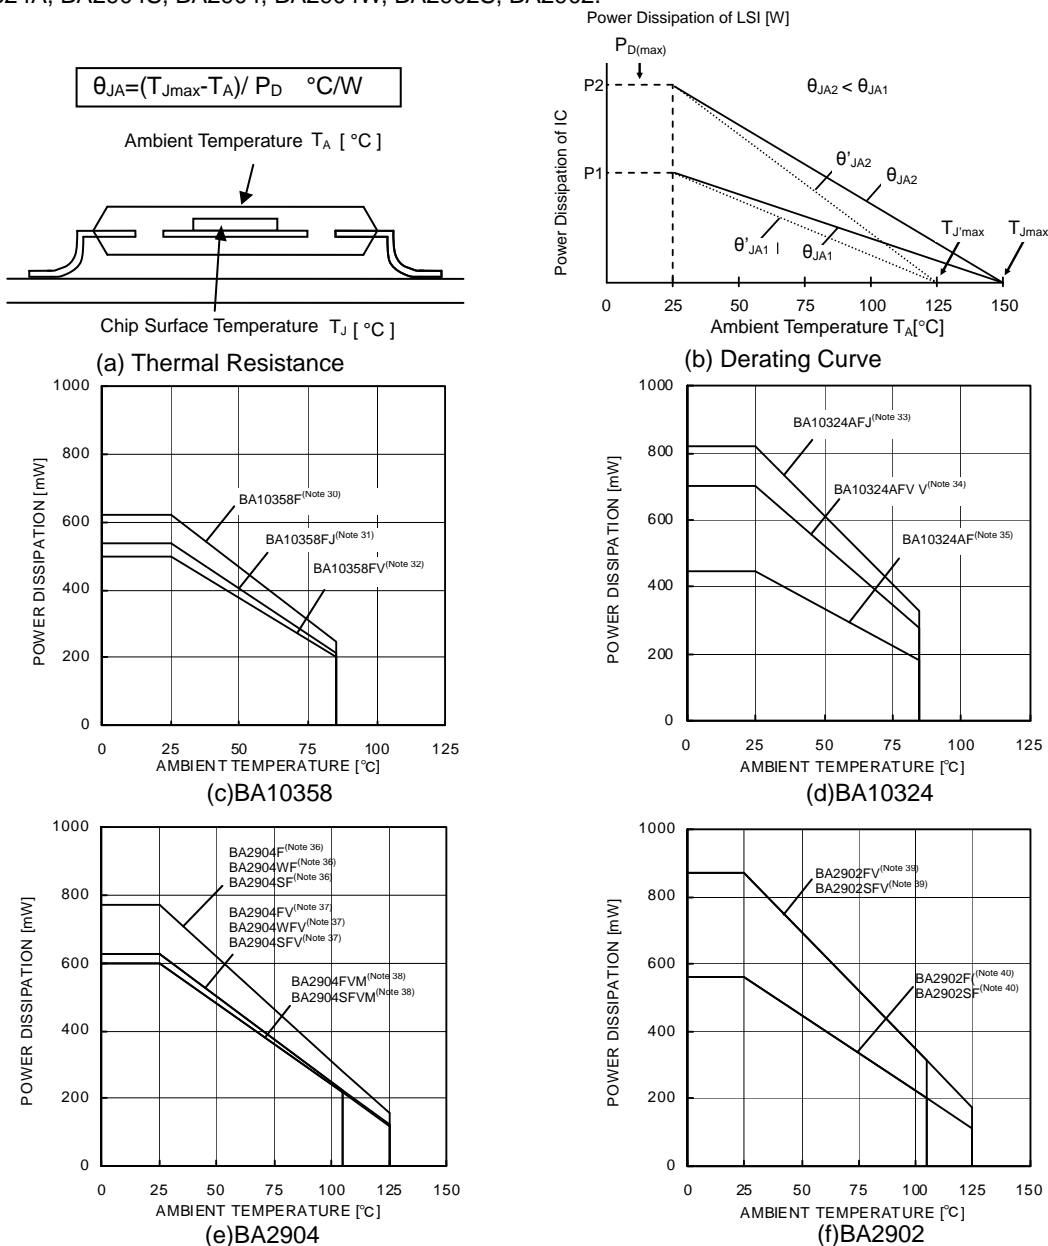 BA2904S, BA2904, BA2904W, BA2902S, BA2902.
Power Dissipation of LSI [W]
θJA=(TJmax-TA)/ PD °C/W
Ambient Temperature TA [ °C ]
Chip Surface Temperature TJ [ °C ]
(a) Thermal Resistance
Power Dissipation of IC
PD(max)
P2
P1
θJA2 < θJA1
θ'JA2
θJA2
θ'JA1 l
θJA1
TJ'max
TJmax
0 25 50 75 100 125 150
Ambient Temperature TA[°C]
(b) Derating Curve
POWER DISSIPATION [mW]
1000
800
600
400
200
0
BA10358F(Note 30)
BA10358FJ(Note 31)
BA10358FV(Note 32)
0 25 50 75 100 125
AMBIENT TEMPERATURE [°C]
(c)BA10358
POWER DISSIPATION [mW]
1000
800
600
400
200
0
BA10324AFJ(Note 33)
BA10324AFV V(Note 34)
BA10324AF(Note 35)
0 25 50 75 100 125
AMBIENT TEMPERATURE [°C]
(d)BA10324
POWER DISSIPATION [mW]
1000
800
600
400
200
0
BA2904F(Note 36)
BA2904WF(Note 36)
BA2904SF(Note 36)
BA2904FV(Note 37)
BA2904WFV(Note 37)
BA2904SFV(Note 37)
BA2904FVM(Note 38)
BA2904SFVM(Note 38)
0 25 50 75 100 125 150
AMBIENT TEMPERATURE [°C]
(e)BA2904
POWER DISSIPATION [mW]
1000
800
600
400
200
0
BA2902FV(Note 39)
BA2902SFV(Note 39)
BA2902F((Note 40)
BA2902SF(Note 40)
0 25 50 75 100 125 150
AMBIENT TEMPERATURE [°C]
(f)BA2902